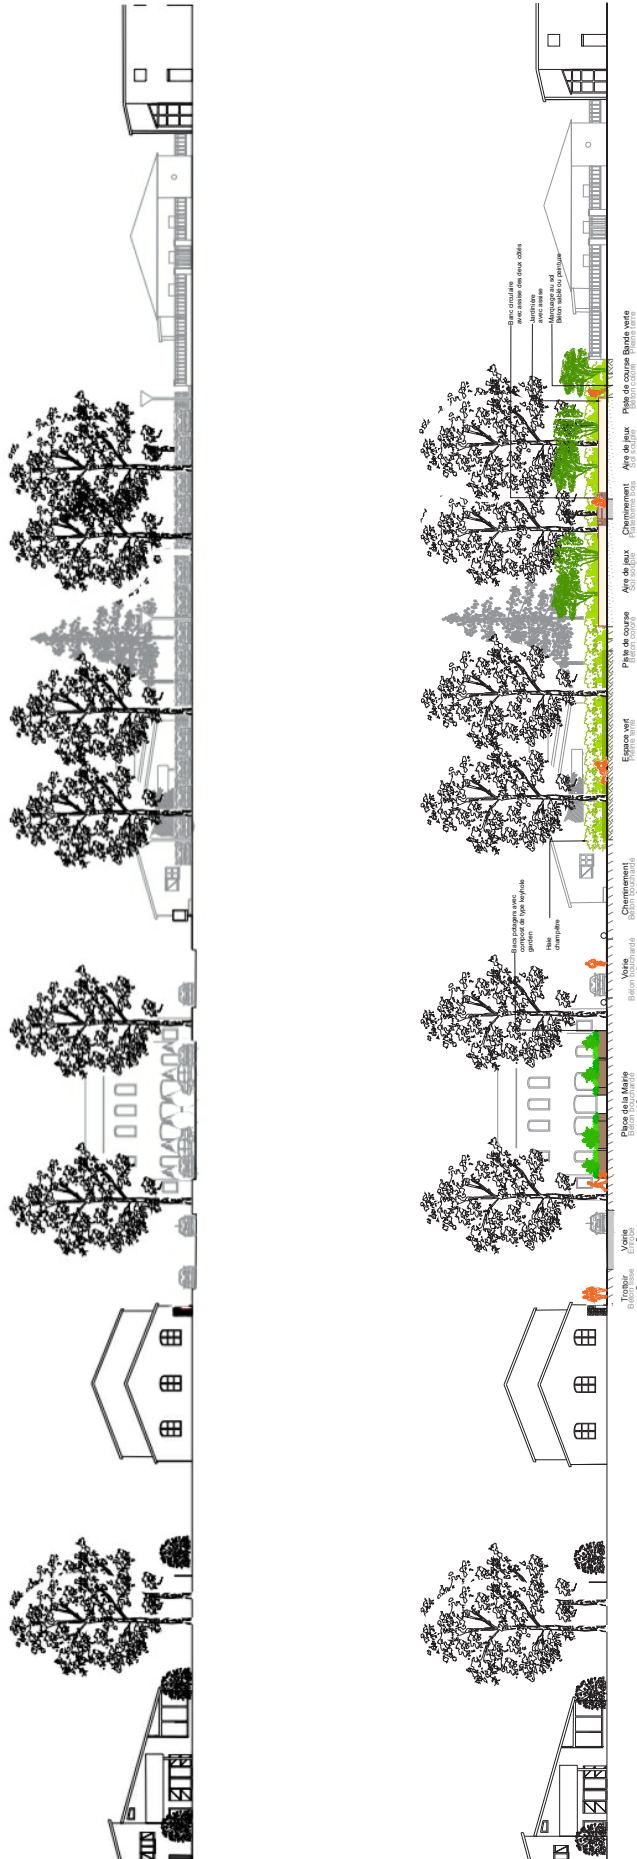 Bacs potagers avec
compost de type keyhole
garden
Haie
champêtre
Banc circulaire
avec assise des deux côtés
Jardinière
avec assise
Marquage au sol
Béton sablé ou peinture
Trottoir
Béton lissé
Voirie
Enrobé
Place de la Mairie
Béton bouchardé
Voirie
Béton bouchardé
Cheminement
Béton bouchardé
Espace vert
Pleine terre
Piste de course
Béton coloré
Aire de jeux
Sol souple
Cheminement
Plateforme bois
Aire de jeux
Sol souple
Piste de course
Béton coloré
Bande verte
Pleine terre